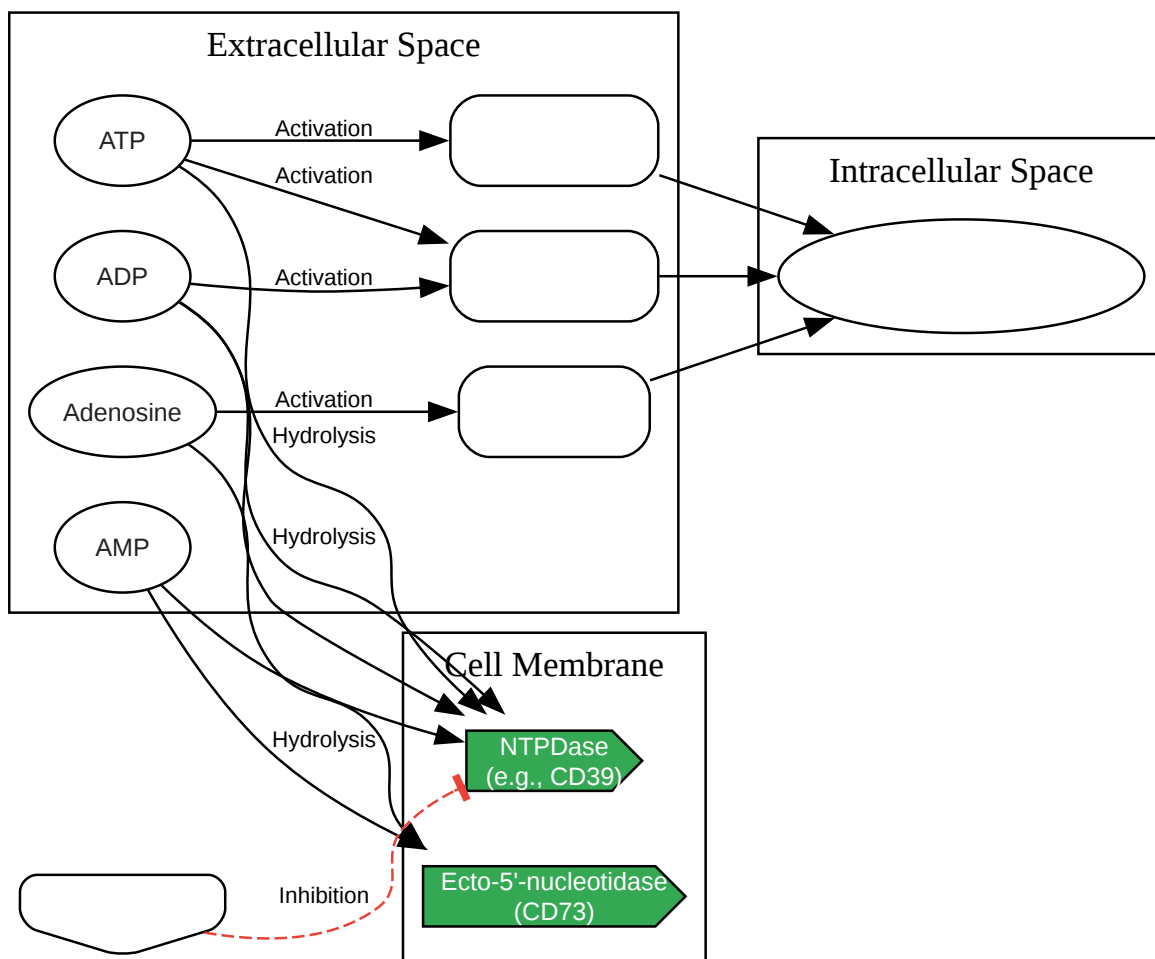 Extracellular Space
ATP
Activation
Activation
Intracellular Space
ADP
Activation
Adenosine
Activation
Hydrolysis
AMP
Hydrolysis
Cell Membrane
Hydrolysis
NTPDase
(e.g., CD39)
Inhibition
Ecto-5'-nucleotidase
(CD73)